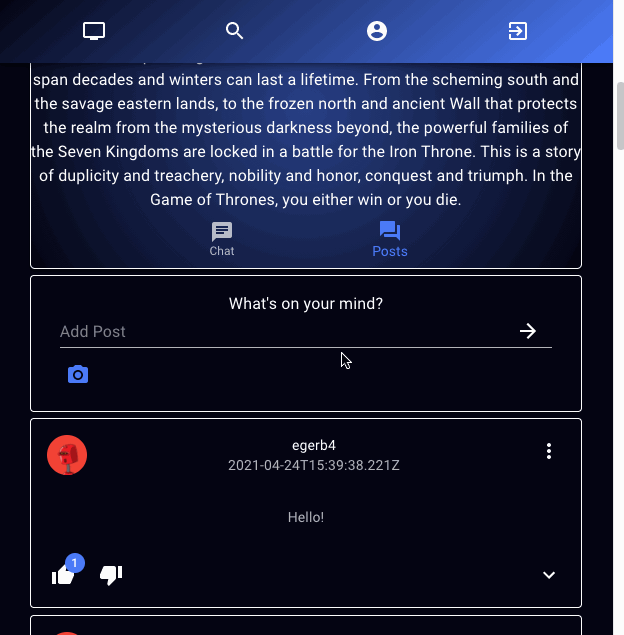 span decades and winters can last a lifetime. From the scheming south and
the savage eastern lands, to the frozen north and ancient Wall that protects
the realm from the mysterious darkness beyond, the powerful families of
the Seven Kingdoms are locked in a battle for the Iron Throne. This is a story
of duplicity and treachery, nobility and honor, conquest and triumph. In the
Game of Thrones, you either win or you die.
Chat
Posts
What's on your mind?
Add Post
egerb4
2021-04-24T15:39:38.221Z
Hello!
1